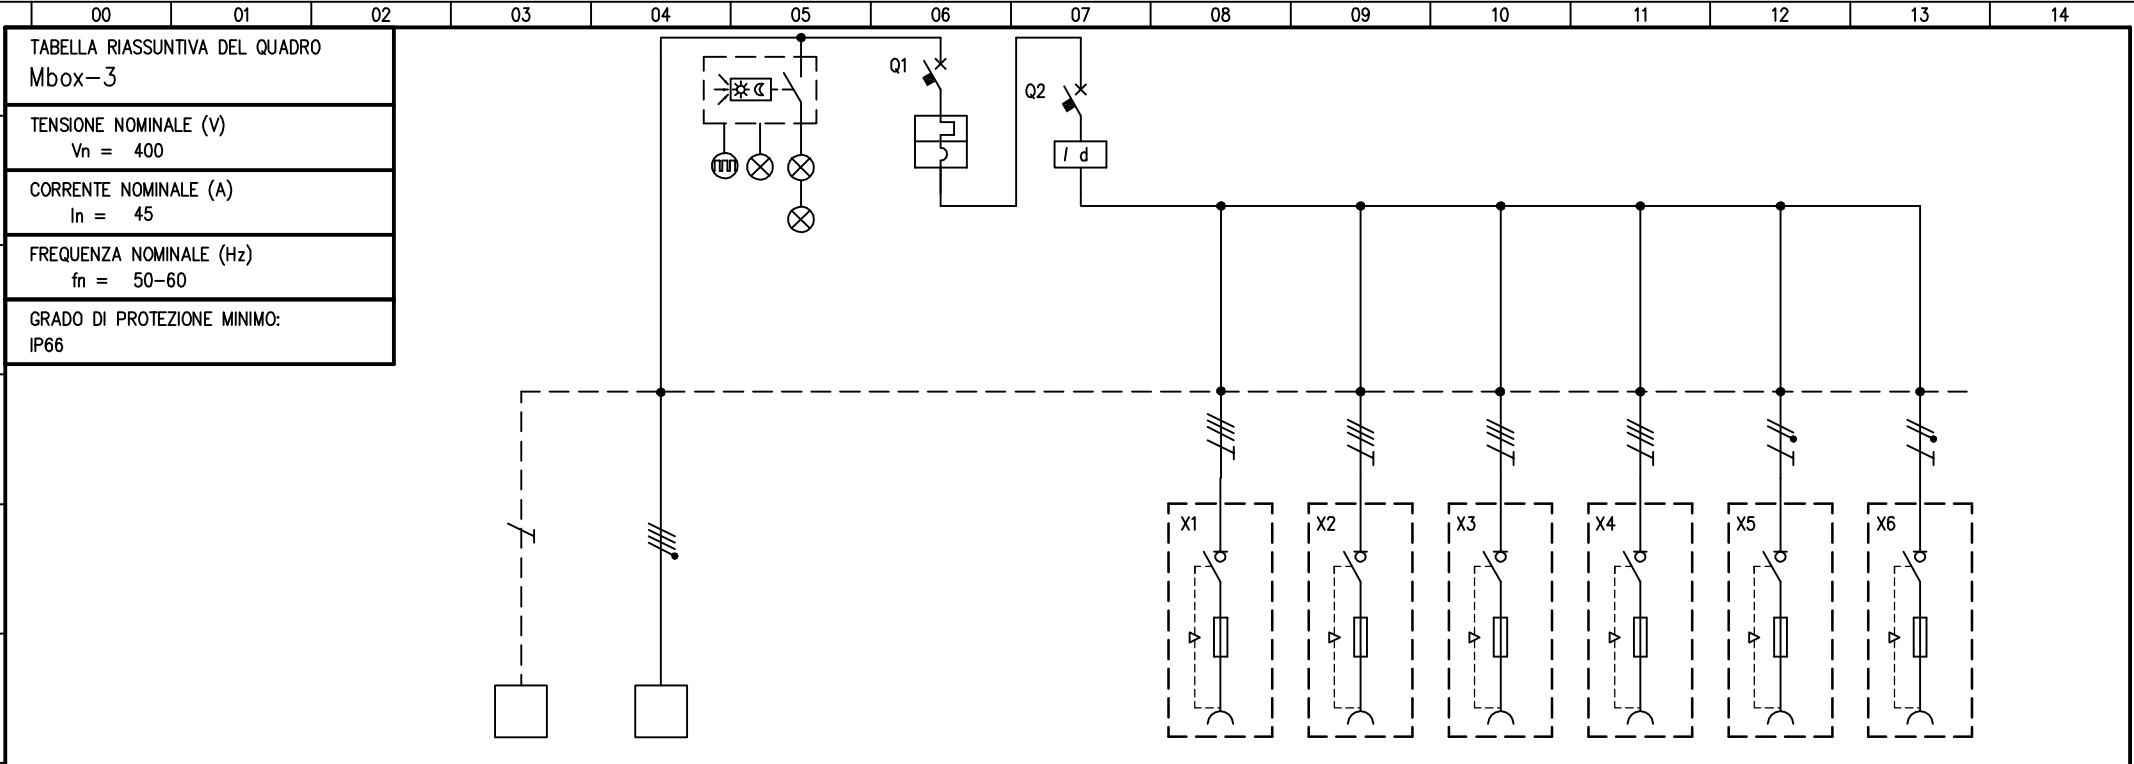 00 01 02 03 04 05 06 07 08 09 10 11 12 13 14
TABELLA RIASSUNTIVA DEL QUADRO
Mbox-3
TENSIONE NOMINALE (V)
Vn = 400
CORRENTE NOMINALE (A)
In = 45
FREQUENZA NOMINALE (Hz)
fn = 50-60
GRADO DI PROTEZIONE MINIMO:
IP66
Q1
Q2
I d
X1 X2 X3 X4 X5 X6